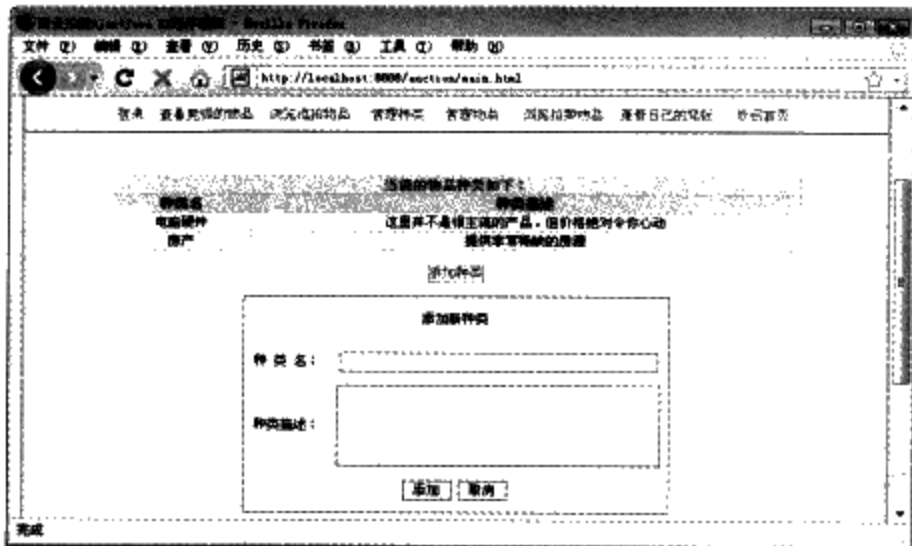 Mozilla Firefox
文件(F) 编辑(E) 查看(V) 历史(S) 书签(B) 工具(T) 帮助(H)
http://localhost:8888/auction/main.html
登录 查看竞得的物品 浏览流拍物品 管理种类 管理物品 浏览拍卖物品 查看自己的竞标 返回首页
当前的物品种类如下:
种类名 种类描述
电脑硬件 这里并不是很主流的产品,但价格绝对令你心动
房产 提供非常稀缺的房源
添加种类
添加新种类
种 类 名:
种类描述:
添加 取消
完成